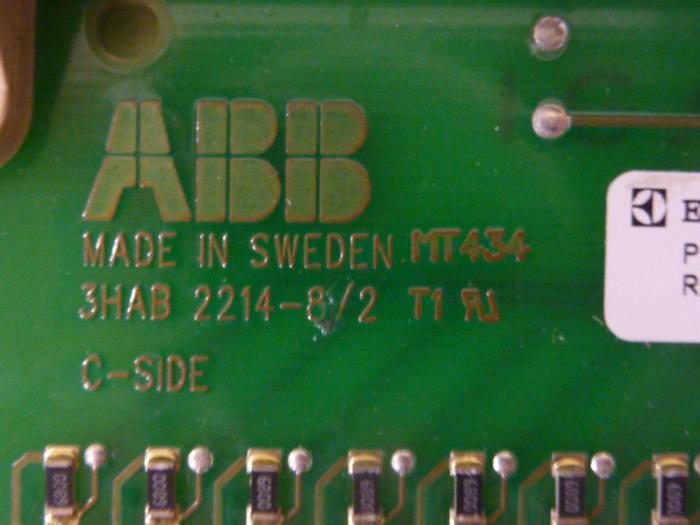 ABB
MADE IN SWEDEN MT434
3HAB 2214-8/2 T1
C-SIDE
E
P
R